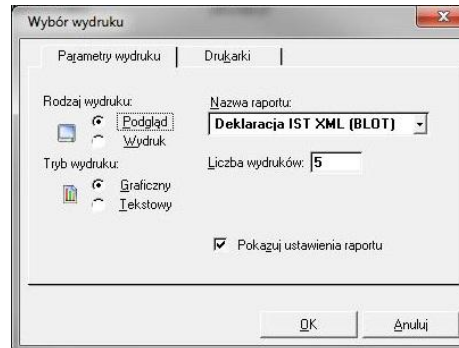 Wybór wydruku
Parametry wydruku
Drukarki
Rodzaj wydruku:
Podgląd
Wydruk
Tryb wydruku:
Graficzny
Tekstowy
Nazwa raportu:
Deklaracja IST XML (BLOT)
Liczba wydruków: 5
Pokazuj ustawienia raportu
OK
Anuluj